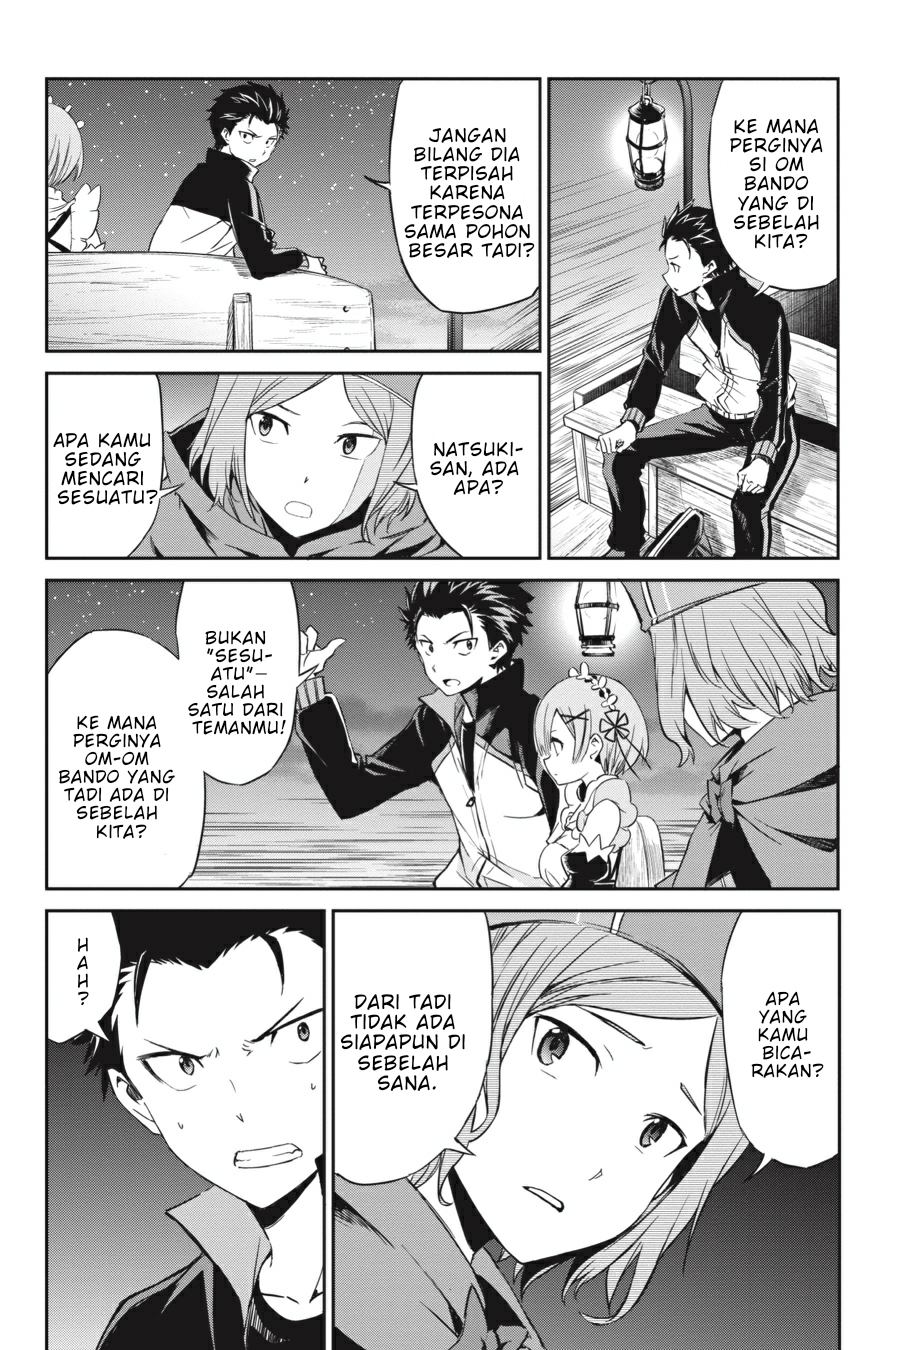 KE MANA
PERGINYA
SI OM
BANDO
YANG DI
SEBELAH
KITA?
JANGAN
BILANG DIA
TERPISAH
KARENA
TERPESONA
SAMA POHON
BESAR TADI?
NATSUKI-
SAN, ADA
APA?
APA KAMU
SEDANG
MENCARI
SESUATU?
BUKAN
"SESU-
ATU"–
SALAH
SATU DARI
TEMANMU!
KE MANA
PERGINYA
OM-OM
BANDO YANG
TADI ADA DI
SEBELAH
KITA?
APA
YANG
KAMU
BICA-
RAKAN?
DARI TADI
TIDAK ADA
SIAPAPUN DI
SEBELAH
SANA.
H
A
H?